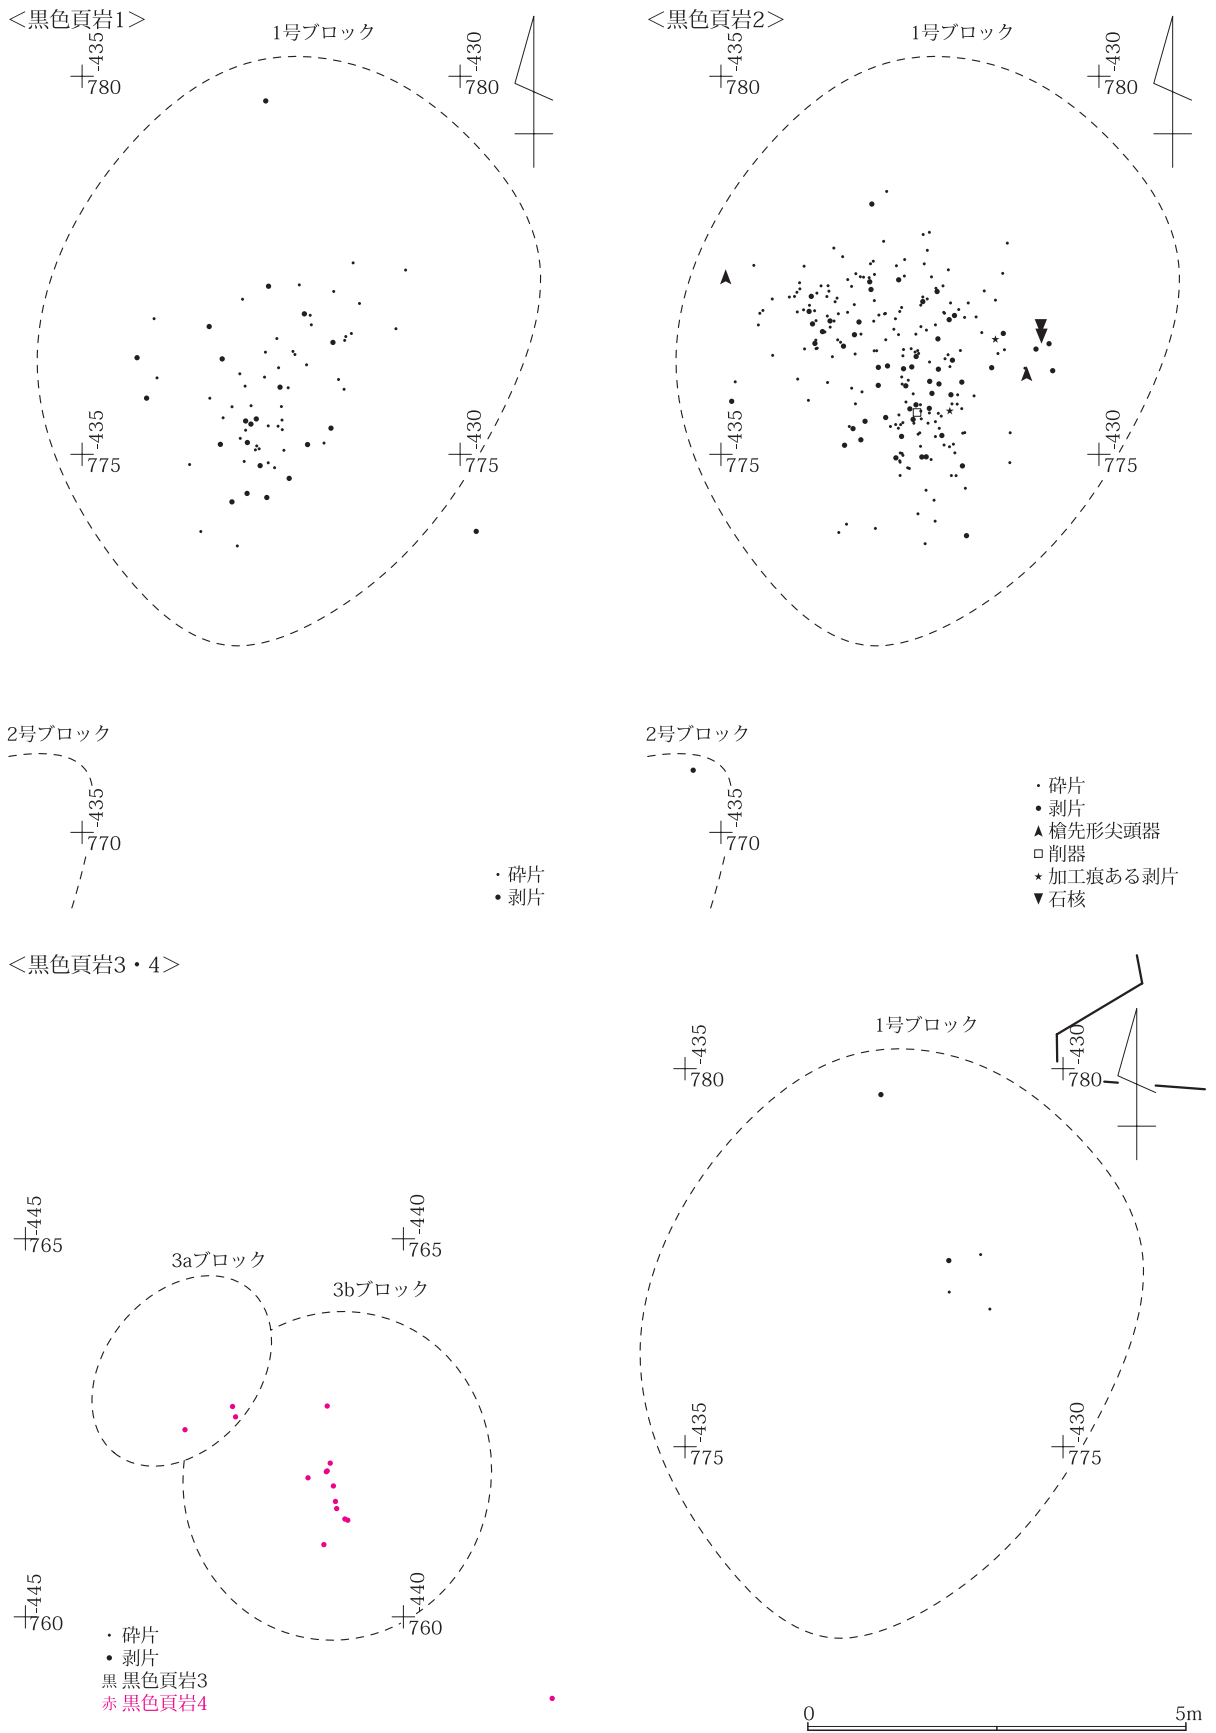 ＜黒色頁岩1＞
1号ブロック
-435
780
-430
780
-435
775
-430
775
2号ブロック
-435
770
砕片
剥片
＜黒色頁岩2＞
1号ブロック
-435
780
-430
780
-435
775
-430
775
2号ブロック
-435
770
砕片
剥片
槍先形尖頭器
削器
加工痕ある剥片
石核
＜黒色頁岩3・4＞
-445
765
-440
765
3aブロック
3bブロック
-445
760
-440
760
砕片
剥片
黒 黒色頁岩3
赤 黒色頁岩4
1号ブロック
-435
780
-430
780
-435
775
-430
775
0 5m